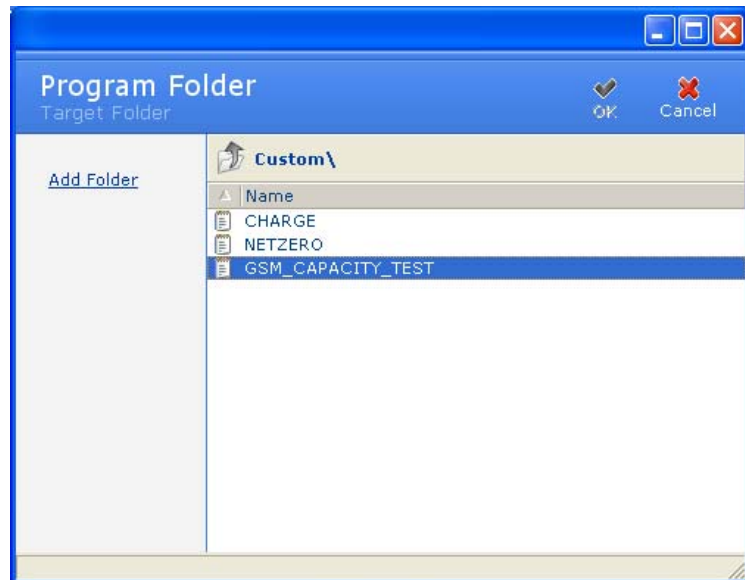 Program Folder
Target Folder
OK
Cancel
Add Folder
Custom\
Name
CHARGE
NETZERO
GSM_CAPACITY_TEST